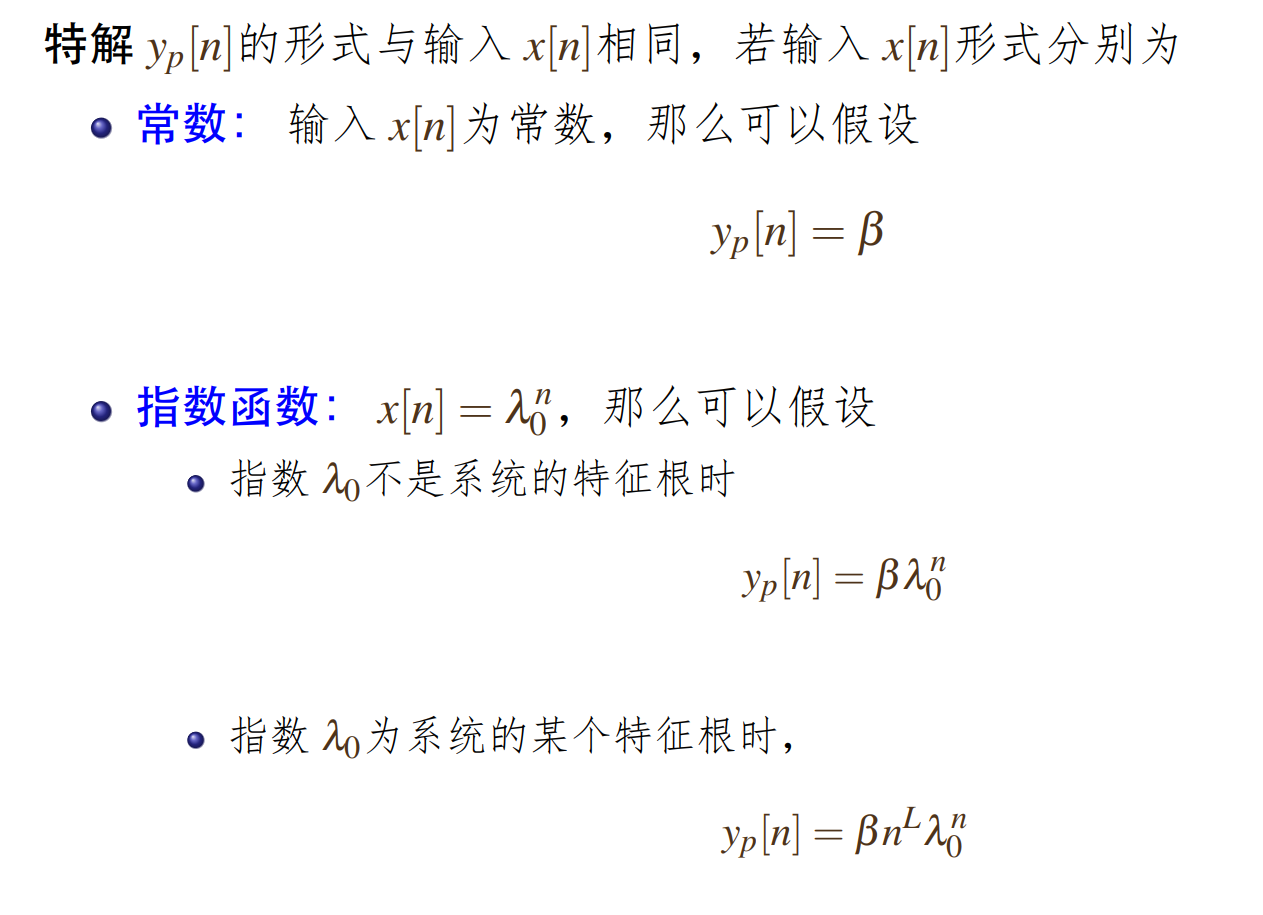 特解 $y_p[n]$的形式与输入 $x[n]$相同，若输入 $x[n]$形式分别为
常数： 输入 $x[n]$为常数，那么可以假设
$y_p[n] = \beta$
指数函数： $x[n] = \lambda_0^n$，那么可以假设
指数 $\lambda_0$不是系统的特征根时
$y_p[n] = \beta \lambda_0^n$
指数 $\lambda_0$为系统的某个特征根时，
$y_p[n] = \beta n^L \lambda_0^n$